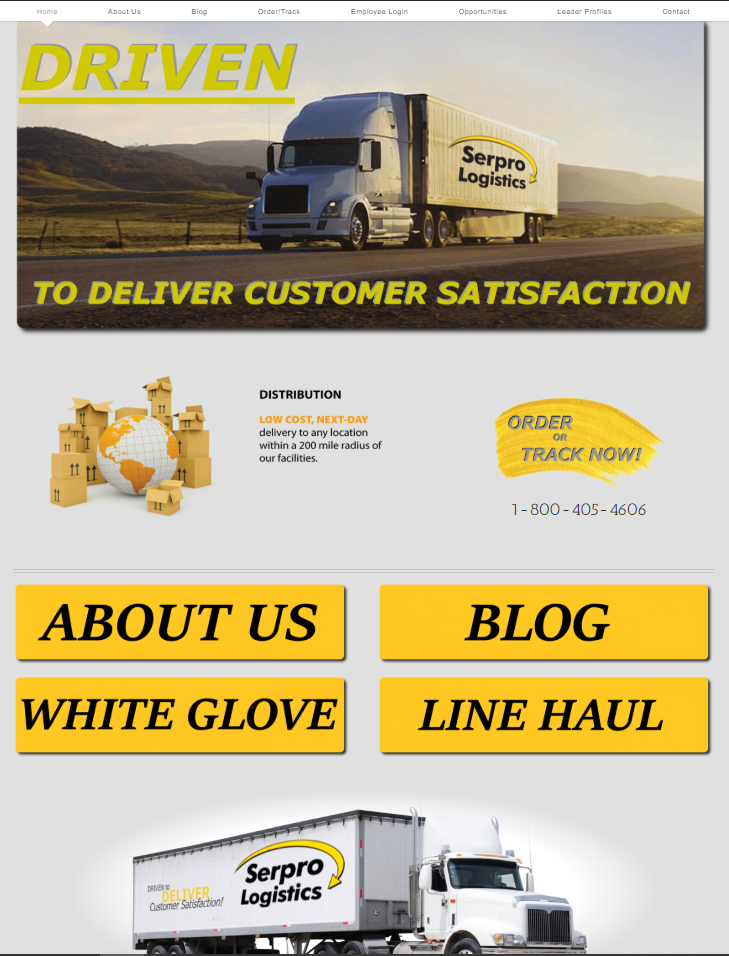 Home About Us Blog Order/Track Employee Login Opportunities Leader Profiles Contact
DRIVEN
Serpro
Logistics
TO DELIVER CUSTOMER SATISFACTION
DISTRIBUTION
LOW COST, NEXT-DAY
delivery to any location
within a 200 mile radius of
our facilities.
ORDER
OR
TRACK NOW!
1-800-405-4606
ABOUT US
BLOG
WHITE GLOVE
LINE HAUL
DRIVEN to
DELIVER
Customer Satisfaction!
Serpro
Logistics